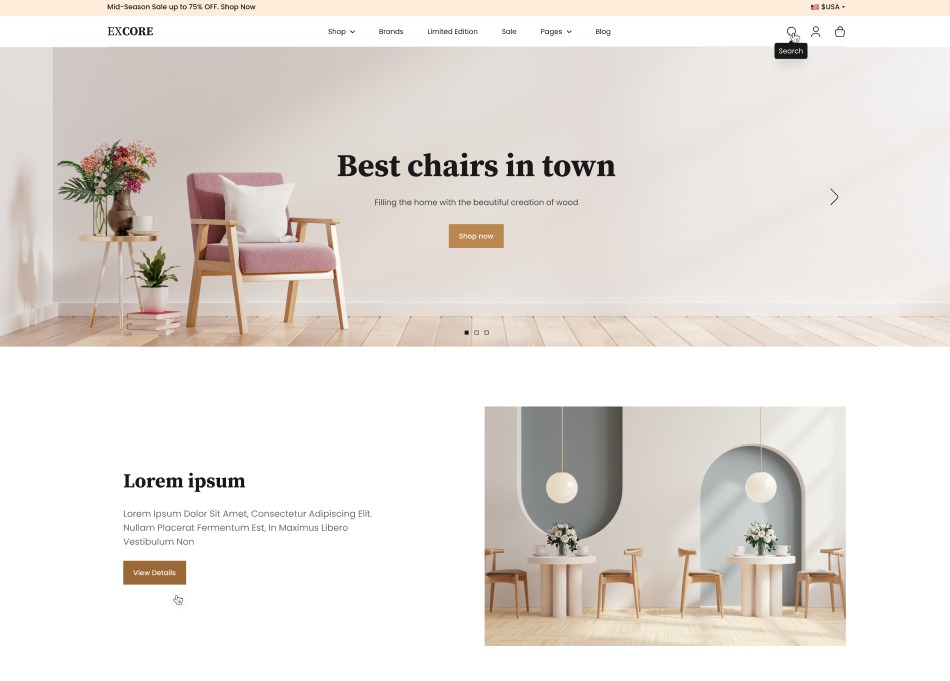 Mid-Season Sale up to 75% OFF. Shop Now
$USA
EXCORE
Shop
Brands
Limited Edition
Sale
Pages
Blog
Search
Best chairs in town
Filling the home with the beautiful creation of wood
Shop now
Lorem ipsum
Lorem Ipsum Dolor Sit Amet, Consectetur Adipiscing Elit.
Nullam Placerat Fermentum Est, In Maximus Libero
Vestibulum Non
View Details